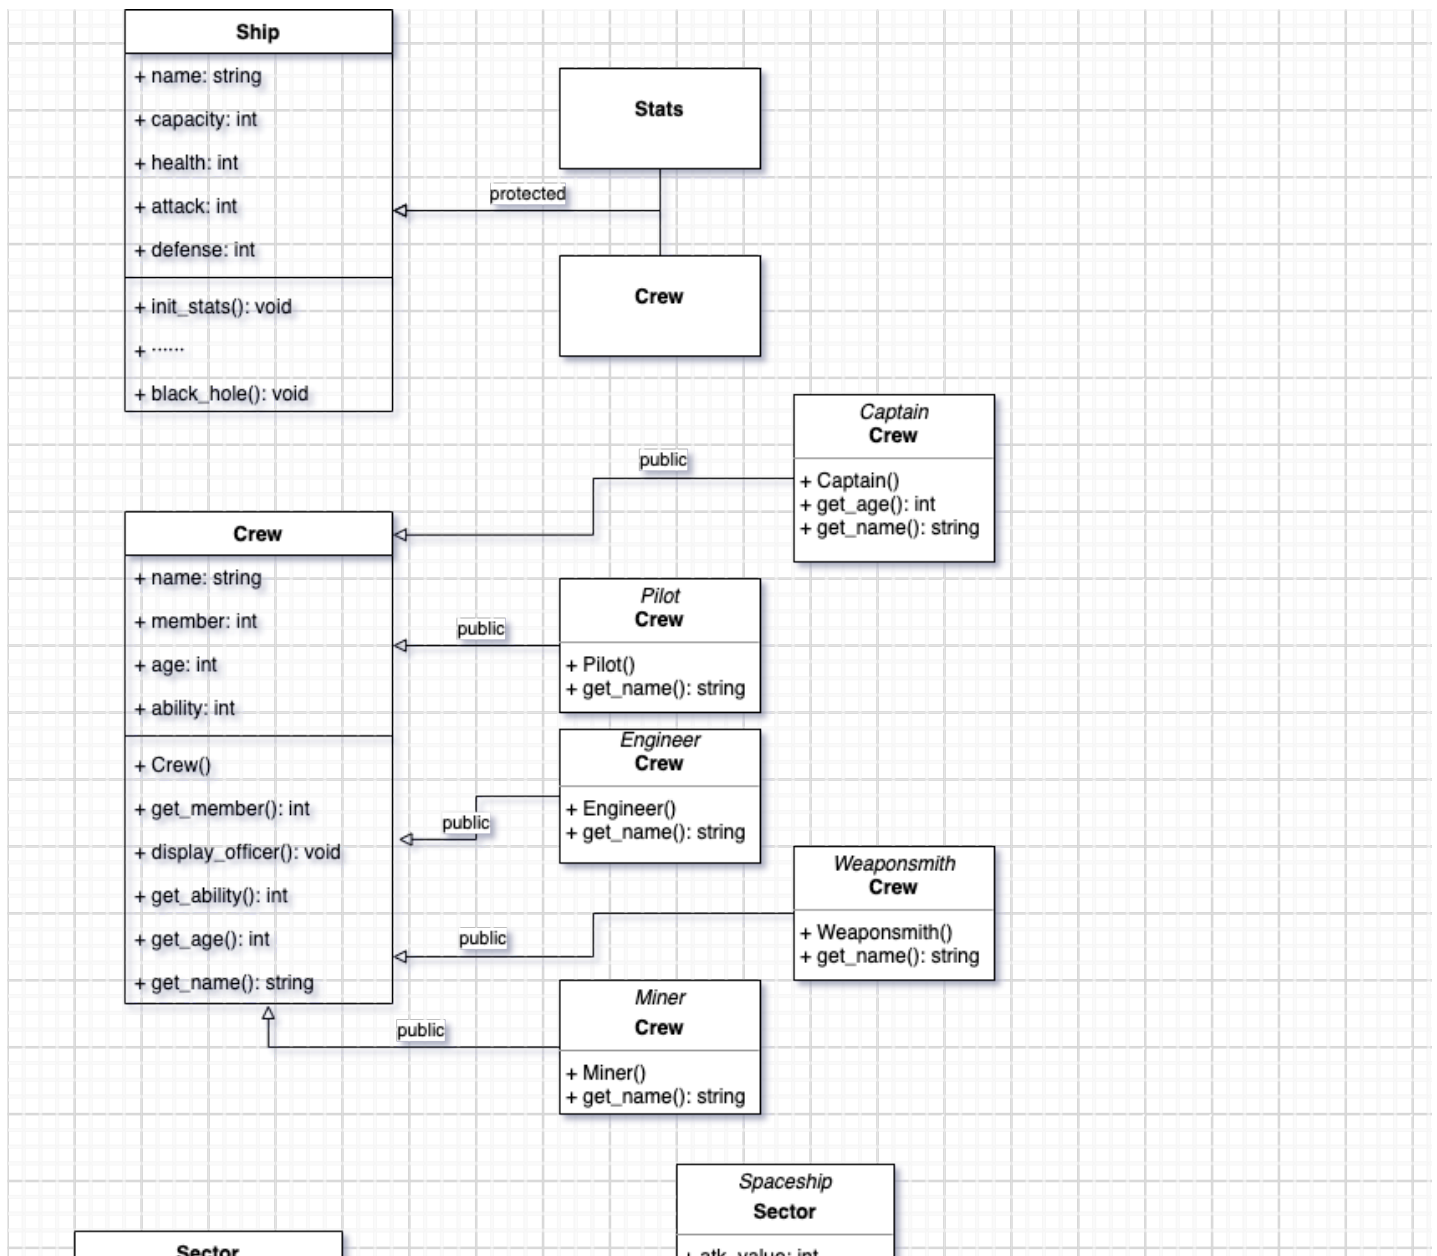 Ship
+ name: string
+ capacity: int
+ health: int
+ attack: int
+ defense: int
+ init_stats(): void
+ ······
+ black_hole(): void
Stats
protected
Crew
Captain
Crew
+ Captain()
+ get_age(): int
+ get_name(): string
public
Crew
+ name: string
+ member: int
+ age: int
+ ability: int
+ Crew()
+ get_member(): int
+ display_officer(): void
+ get_ability(): int
+ get_age(): int
+ get_name(): string
public
Pilot
Crew
+ Pilot()
+ get_name(): string
public
Engineer
Crew
+ Engineer()
+ get_name(): string
public
Weaponsmith
Crew
+ Weaponsmith()
+ get_name(): string
public
Miner
Crew
+ Miner()
+ get_name(): string
Spaceship
Sector
+ atk_value: int
Sector